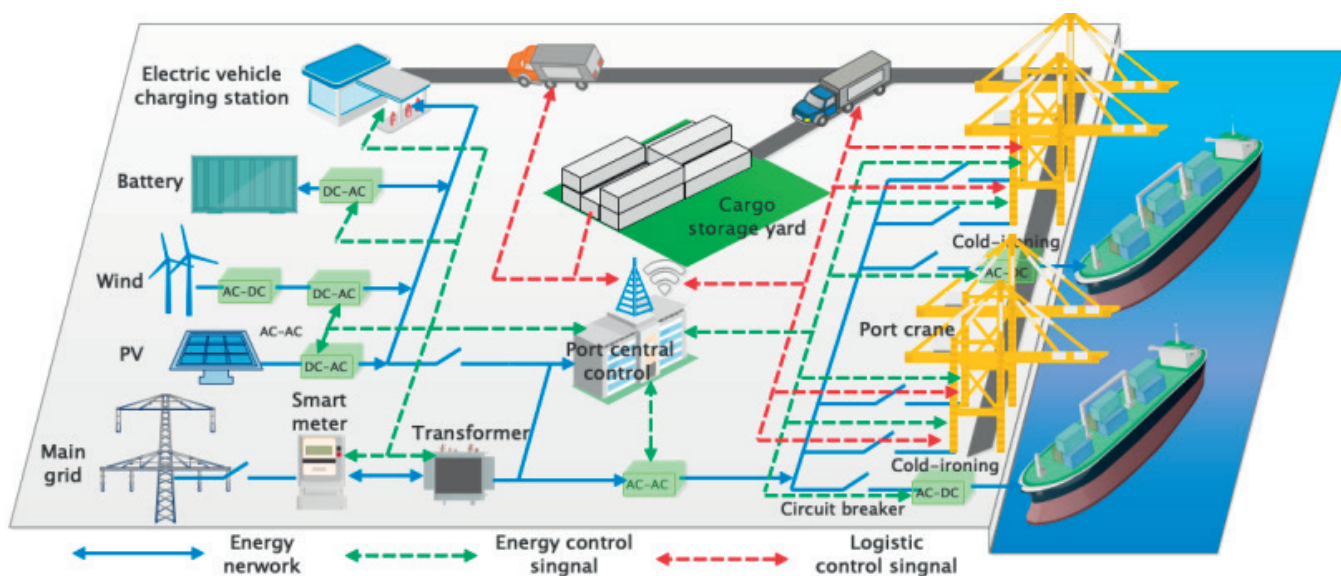 Electric vehicle
charging station
Battery
DC-AC
Cargo
storage yard
Wind
AC-DC
DC-AC
Cold-ironing
AC-DC
AC-AC
PV
DC-AC
Port central
control
Port crane
Smart
meter
Transformer
Main
grid
AC-AC
Cold-ironing
AC-DC
Circuit breaker
Energy
nerwork
Energy control
singnal
Logistic
control singnal